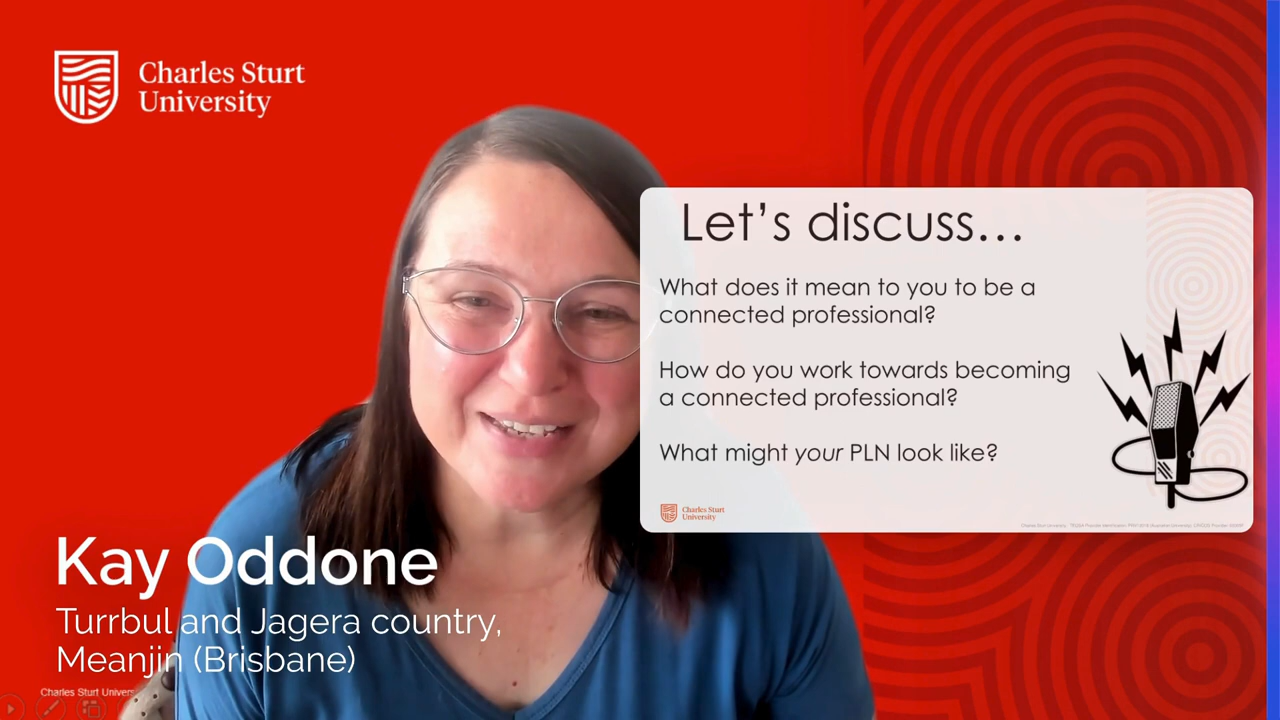 Charles Sturt
University
Let's discuss...
What does it mean to you to be a
connected professional?
How do you work towards becoming
a connected professional?
What might your PLN look like?
Charles Sturt
University
Kay Oddone
Turrbul and Jagera country,
Meanjin (Brisbane)
Charles Sturt